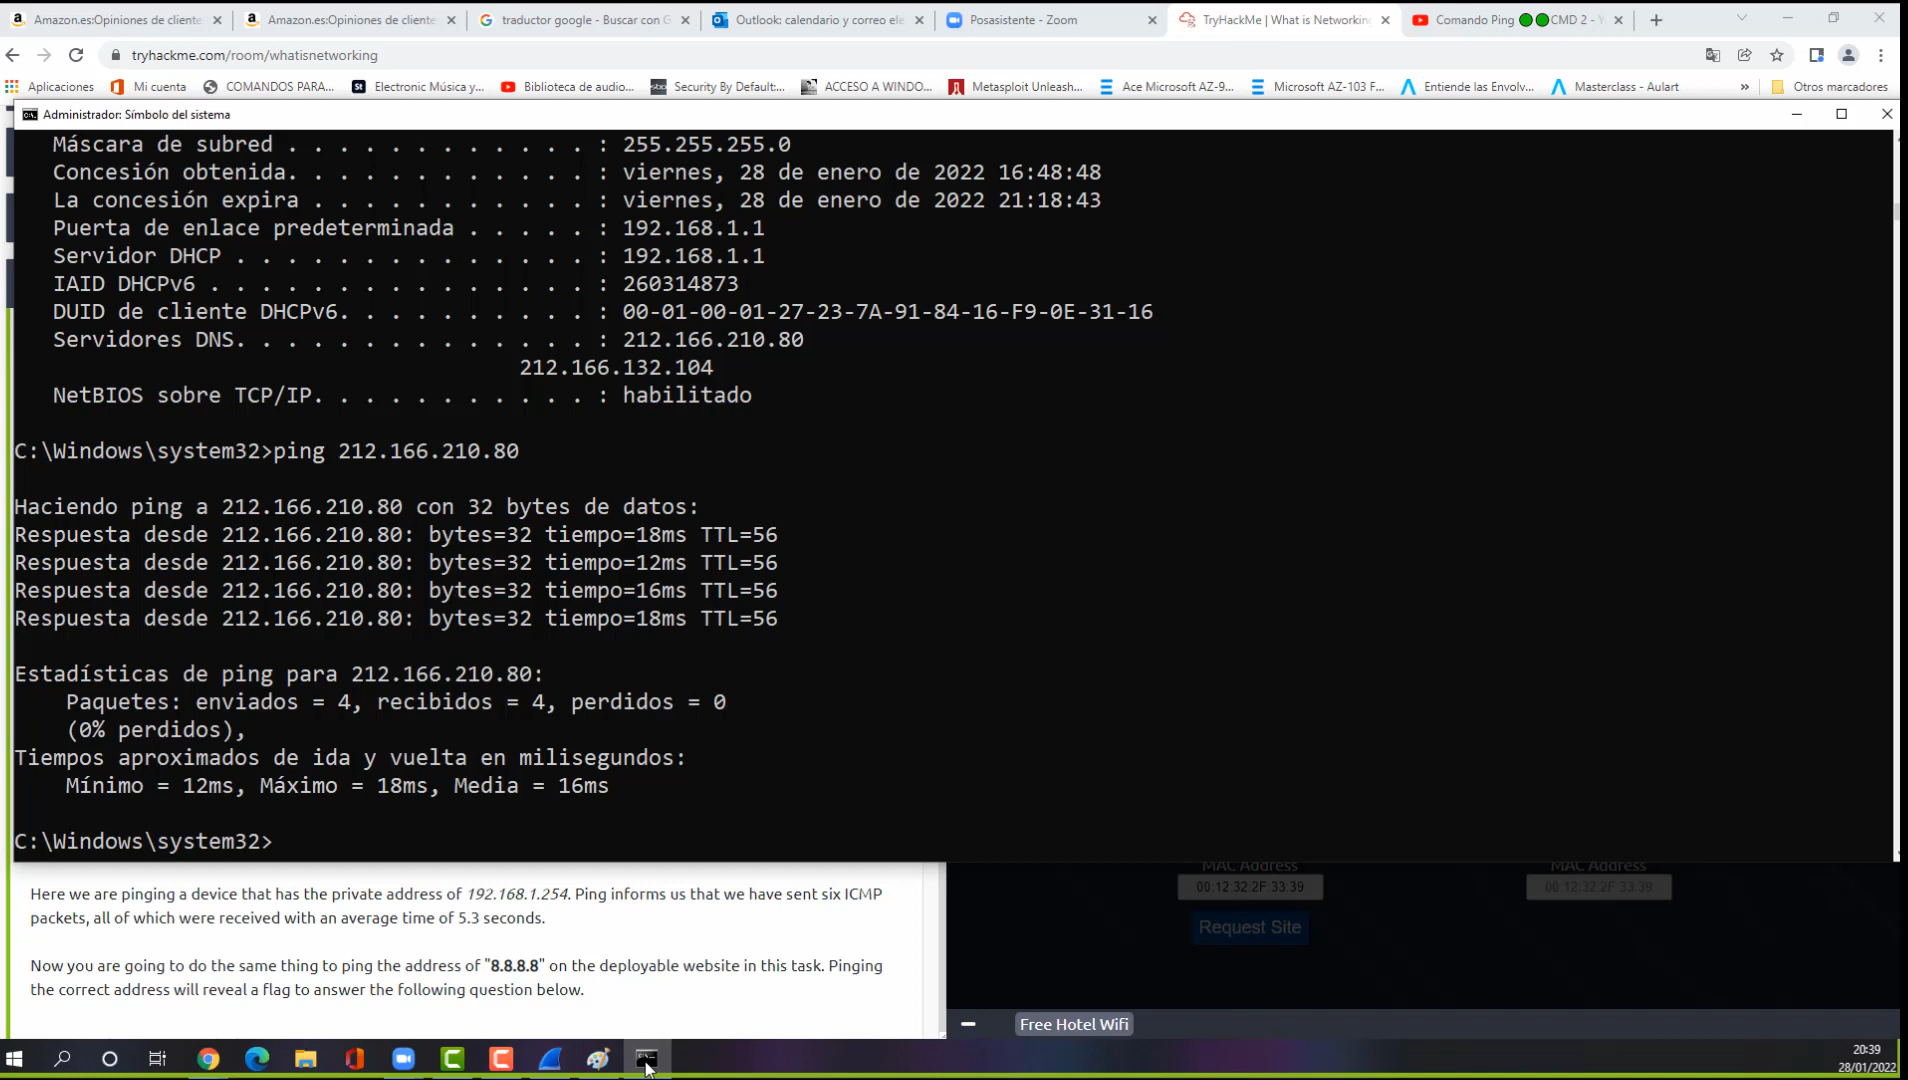 Amazon.es:Opiniones de cliente
Amazon.es:Opiniones de cliente
traductor google - Buscar con G
Outlook: calendario y correo ele
Posasistente - Zoom
TryHackMe | What is Networking
Comando Ping 🟢🟢CMD 2 - Y
tryhackme.com/room/whatisnetworking
Aplicaciones
Mi cuenta
COMANDOS PARA...
Electronic Música y...
Biblioteca de audio...
Security By Default:...
ACCESO A WINDO...
Metasploit Unleash...
Ace Microsoft AZ-9...
Microsoft AZ-103 F...
Entiende las Envolv...
Masterclass - Aulart
»
Otros marcadores
Administrador: Símbolo del sistema
Máscara de subred . . . . . . . . . . . . : 255.255.255.0
Concesión obtenida. . . . . . . . . . . . : viernes, 28 de enero de 2022 16:48:48
La concesión expira . . . . . . . . . . . : viernes, 28 de enero de 2022 21:18:43
Puerta de enlace predeterminada . . . . . : 192.168.1.1
Servidor DHCP . . . . . . . . . . . . . . : 192.168.1.1
IAID DHCPv6 . . . . . . . . . . . . . . . : 260314873
DUID de cliente DHCPv6. . . . . . . . . . : 00-01-00-01-27-23-7A-91-84-16-F9-0E-31-16
Servidores DNS. . . . . . . . . . . . . . : 212.166.210.80
212.166.132.104
NetBIOS sobre TCP/IP. . . . . . . . . . . : habilitado
C:\Windows\system32>ping 212.166.210.80
Haciendo ping a 212.166.210.80 con 32 bytes de datos:
Respuesta desde 212.166.210.80: bytes=32 tiempo=18ms TTL=56
Respuesta desde 212.166.210.80: bytes=32 tiempo=12ms TTL=56
Respuesta desde 212.166.210.80: bytes=32 tiempo=16ms TTL=56
Respuesta desde 212.166.210.80: bytes=32 tiempo=18ms TTL=56
Estadísticas de ping para 212.166.210.80:
Paquetes: enviados = 4, recibidos = 4, perdidos = 0
(0% perdidos),
Tiempos aproximados de ida y vuelta en milisegundos:
Mínimo = 12ms, Máximo = 18ms, Media = 16ms
C:\Windows\system32>
Here we are pinging a device that has the private address of 192.168.1.254. Ping informs us that we have sent six ICMP
packets, all of which were received with an average time of 5.3 seconds.
Now you are going to do the same thing to ping the address of "8.8.8.8" on the deployable website in this task. Pinging
the correct address will reveal a flag to answer the following question below.
MAC Address
MAC Address
00:12:32:2F:33:39
00:12:32:2F:33:39
Request Site
Free Hotel Wifi
20:39
28/01/2022